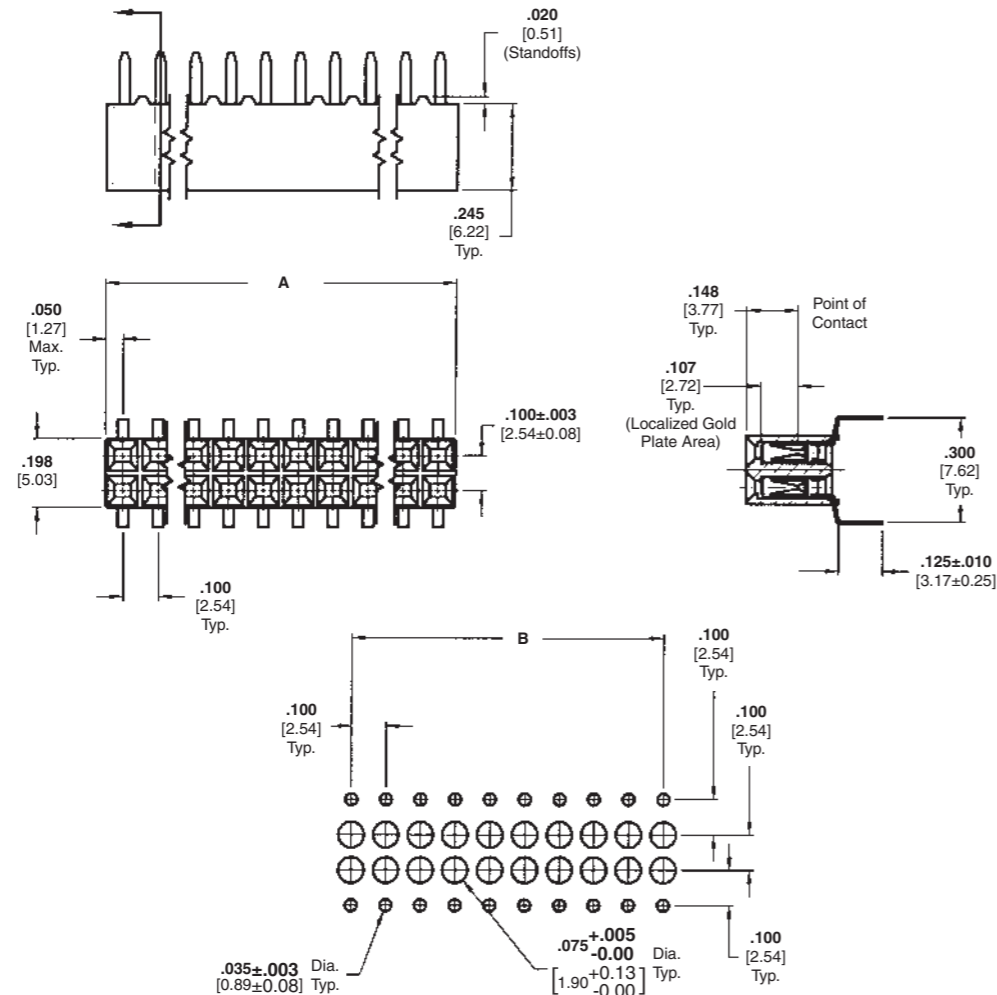 .020
[0.51]
(Standoffs)
.245
[6.22]
Typ.
A
.050
[1.27]
Max.
Typ.
.100±.003
[2.54±0.08]
.198
[5.03]
.100
[2.54]
Typ.
.148
[3.77]
Typ.
Point of
Contact
.107
[2.72]
Typ.
(Localized Gold
Plate Area)
.300
[7.62]
Typ.
.125±.010
[3.17±0.25]
B
.100
[2.54]
Typ.
.100
[2.54]
Typ.
.100
[2.54]
Typ.
.100
[2.54]
Typ.
.035±.003 Dia.
[0.89±0.08] Typ.
.075 +.005 -0.00 Dia.
[1.90 +0.13 -0.00] Typ.